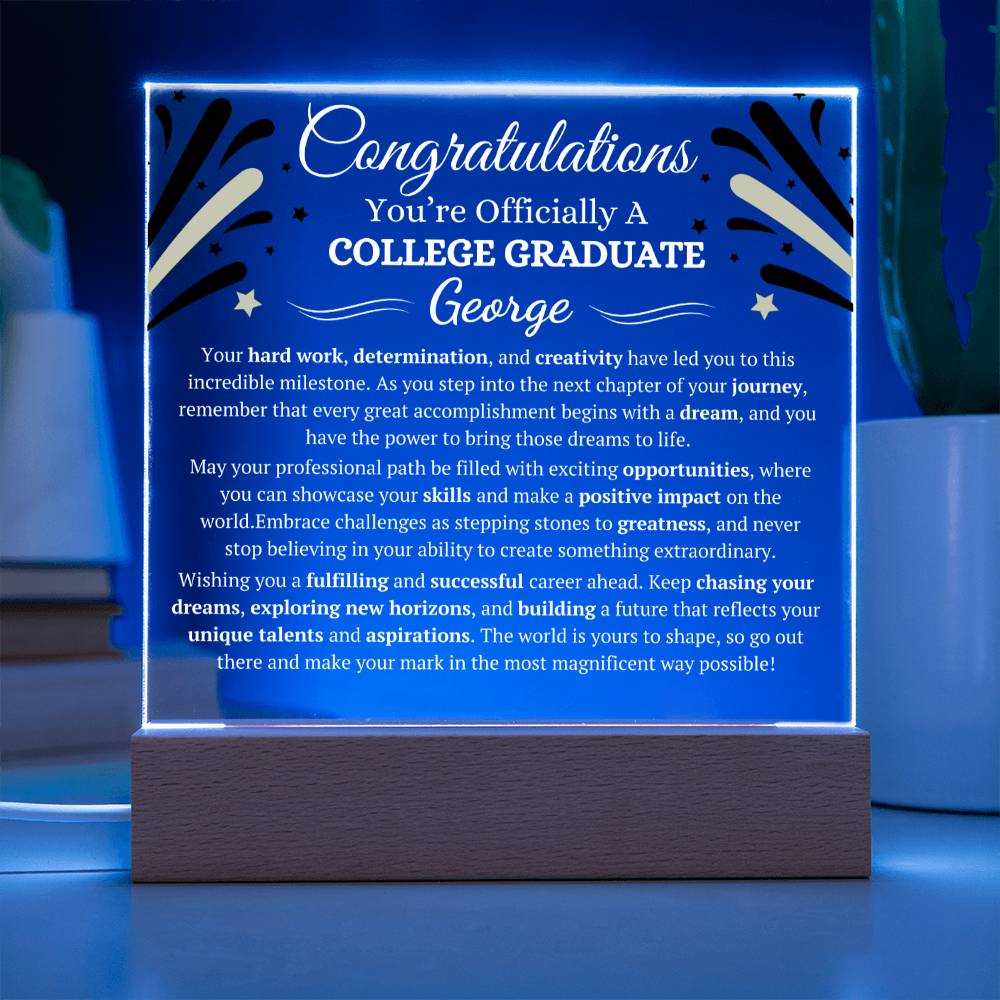 Congratulations
You're Officially A
COLLEGE GRADUATE
George
Your hard work, determination, and creativity have led you to this
incredible milestone. As you step into the next chapter of your journey,
remember that every great accomplishment begins with a dream, and you
have the power to bring those dreams to life.
May your professional path be filled with exciting opportunities, where
you can showcase your skills and make a positive impact on the
world.Embrace challenges as stepping stones to greatness, and never
stop believing in your ability to create something extraordinary.
Wishing you a fulfilling and successful career ahead. Keep chasing your
dreams, exploring new horizons, and building a future that reflects your
unique talents and aspirations. The world is yours to shape, so go out
there and make your mark in the most magnificent way possible!